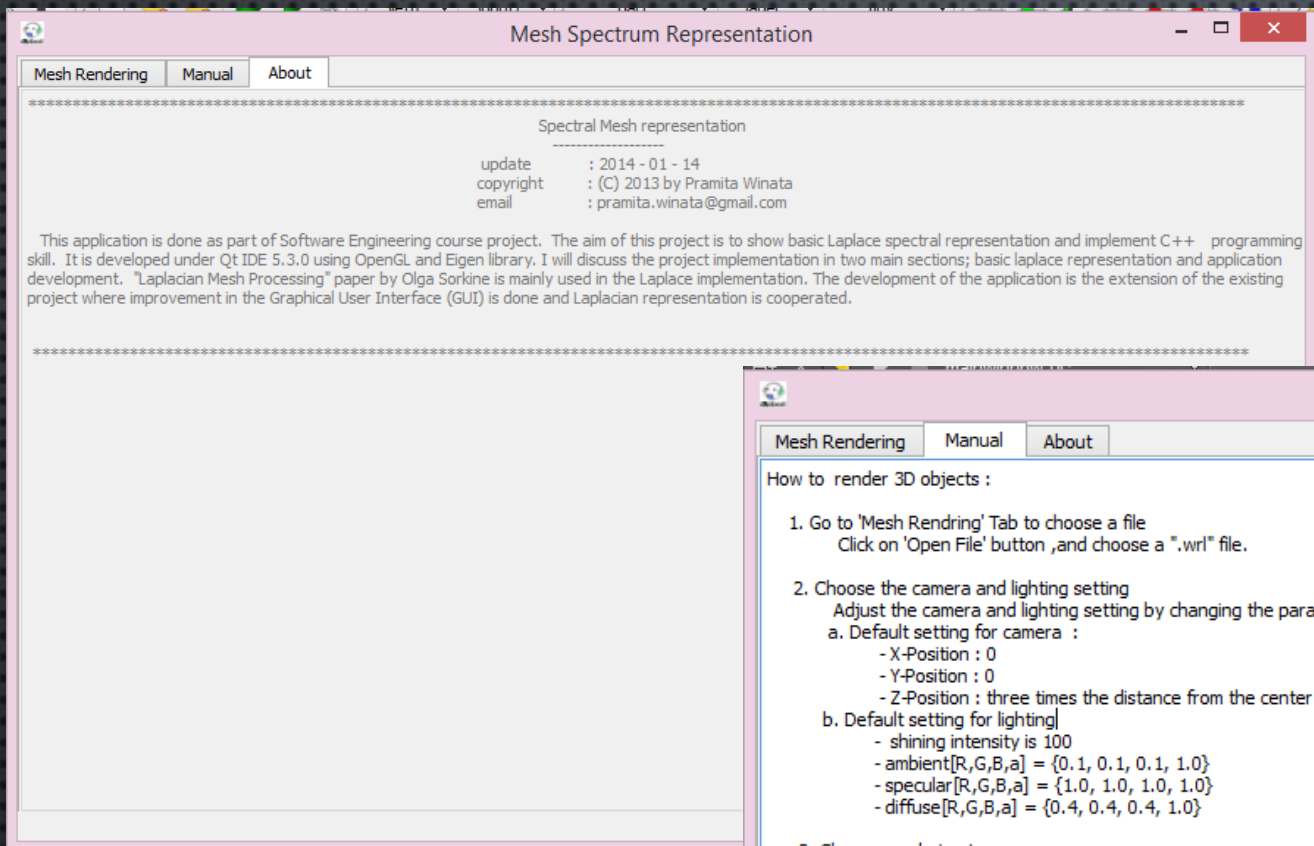 Mesh Spectrum Representation
Mesh Rendering Manual About
*******************************************************************************************************************************************
Spectral Mesh representation
-------------------
update : 2014 - 01 - 14
copyright : (C) 2013 by Pramita Winata
email : pramita.winata@gmail.com
This application is done as part of Software Engineering course project. The aim of this project is to show basic Laplace spectral representation and implement C++ programming
skill. It is developed under Qt IDE 5.3.0 using OpenGL and Eigen library. I will discuss the project implementation in two main sections; basic laplace representation and application
development. "Laplacian Mesh Processing" paper by Olga Sorkine is mainly used in the Laplace implementation. The development of the application is the extension of the existing
project where improvement in the Graphical User Interface (GUI) is done and Laplacian representation is cooperated.
*******************************************************************************************************************************************
Mesh Rendering Manual About
How to render 3D objects :
1. Go to 'Mesh Rendring' Tab to choose a file
Click on 'Open File' button ,and choose a ".wrl" file.
2. Choose the camera and lighting setting
Adjust the camera and lighting setting by changing the para
a. Default setting for camera :
- X-Position : 0
- Y-Position : 0
- Z-Position : three times the distance from the center
b. Default setting for lighting
- shining intensity is 100
- ambient[R,G,B,a] = {0.1, 0.1, 0.1, 1.0}
- specular[R,G,B,a] = {1.0, 1.0, 1.0, 1.0}
- diffuse[R,G,B,a] = {0.4, 0.4, 0.4, 1.0}